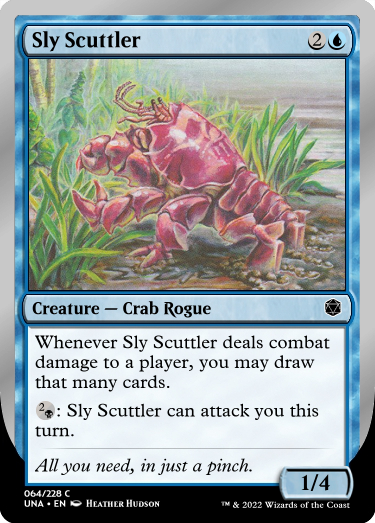 Sly Scuttler 2
Creature — Crab Rogue
Whenever Sly Scuttler deals combat
damage to a player, you may draw
that many cards.
2: Sly Scuttler can attack you this
turn.
All you need, in just a pinch.
1/4
064/228 C
UNA • EN Heather Hudson
™ & 2022 Wizards of the Coast